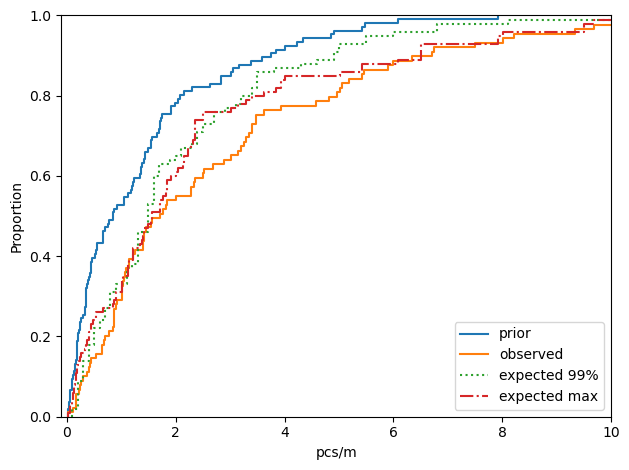 1.0
0.8
0.6
0.4
0.2
0.0
Proportion
0
2
4
6
8
10
pcs/m
prior
observed
expected 99%
expected max